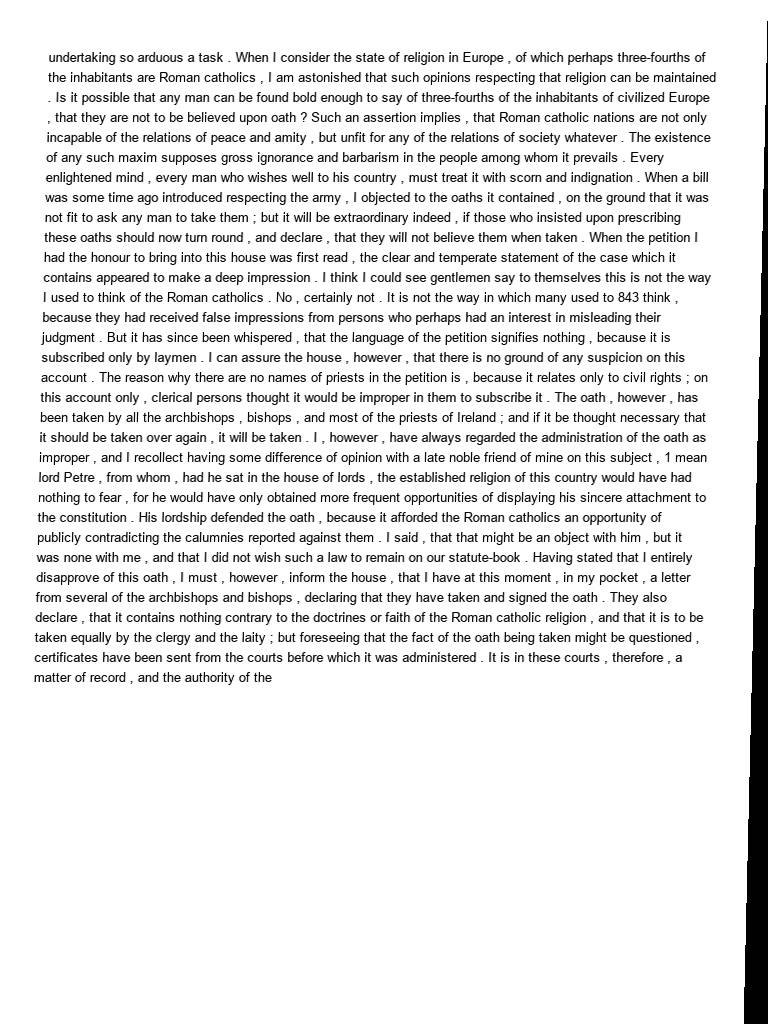 undertaking so arduous a task . When I consider the state of religion in Europe , of which perhaps three-fourths of
the inhabitants are Roman catholics , I am astonished that such opinions respecting that religion can be maintained
. Is it possible that any man can be found bold enough to say of three-fourths of the inhabitants of civilized Europe
, that they are not to be believed upon oath ? Such an assertion implies , that Roman catholic nations are not only
incapable of the relations of peace and amity , but unfit for any of the relations of society whatever . The existence
of any such maxim supposes gross ignorance and barbarism in the people among whom it prevails . Every
enlightened mind , every man who wishes well to his country , must treat it with scorn and indignation . When a bill
was some time ago introduced respecting the army , I objected to the oaths it contained , on the ground that it was
not fit to ask any man to take them ; but it will be extraordinary indeed , if those who insisted upon prescribing
these oaths should now turn round , and declare , that they will not believe them when taken . When the petition I
had the honour to bring into this house was first read , the clear and temperate statement of the case which it
contains appeared to make a deep impression . I think I could see gentlemen say to themselves this is not the way
I used to think of the Roman catholics . No , certainly not . It is not the way in which many used to 843 think ,
because they had received false impressions from persons who perhaps had an interest in misleading their
judgment . But it has since been whispered , that the language of the petition signifies nothing , because it is
subscribed only by laymen . I can assure the house , however , that there is no ground of any suspicion on this
account . The reason why there are no names of priests in the petition is , because it relates only to civil rights ; on
this account only , clerical persons thought it would be improper in them to subscribe it . The oath , however , has
been taken by all the archbishops , bishops , and most of the priests of Ireland ; and if it be thought necessary that
it should be taken over again , it will be taken . I , however , have always regarded the administration of the oath as
improper , and I recollect having some difference of opinion with a late noble friend of mine on this subject , 1 mean
lord Petre , from whom , had he sat in the house of lords , the established religion of this country would have had
nothing to fear , for he would have only obtained more frequent opportunities of displaying his sincere attachment to
the constitution . His lordship defended the oath , because it afforded the Roman catholics an opportunity of
publicly contradicting the calumnies reported against them . I said , that that might be an object with him , but it
was none with me , and that I did not wish such a law to remain on our statute-book . Having stated that I entirely
disapprove of this oath , I must , however , inform the house , that I have at this moment , in my pocket , a letter
from several of the archbishops and bishops , declaring that they have taken and signed the oath . They also
declare , that it contains nothing contrary to the doctrines or faith of the Roman catholic religion , and that it is to be
taken equally by the clergy and the laity ; but foreseeing that the fact of the oath being taken might be questioned ,
certificates have been sent from the courts before which it was administered . It is in these courts , therefore , a
matter of record , and the authority of the